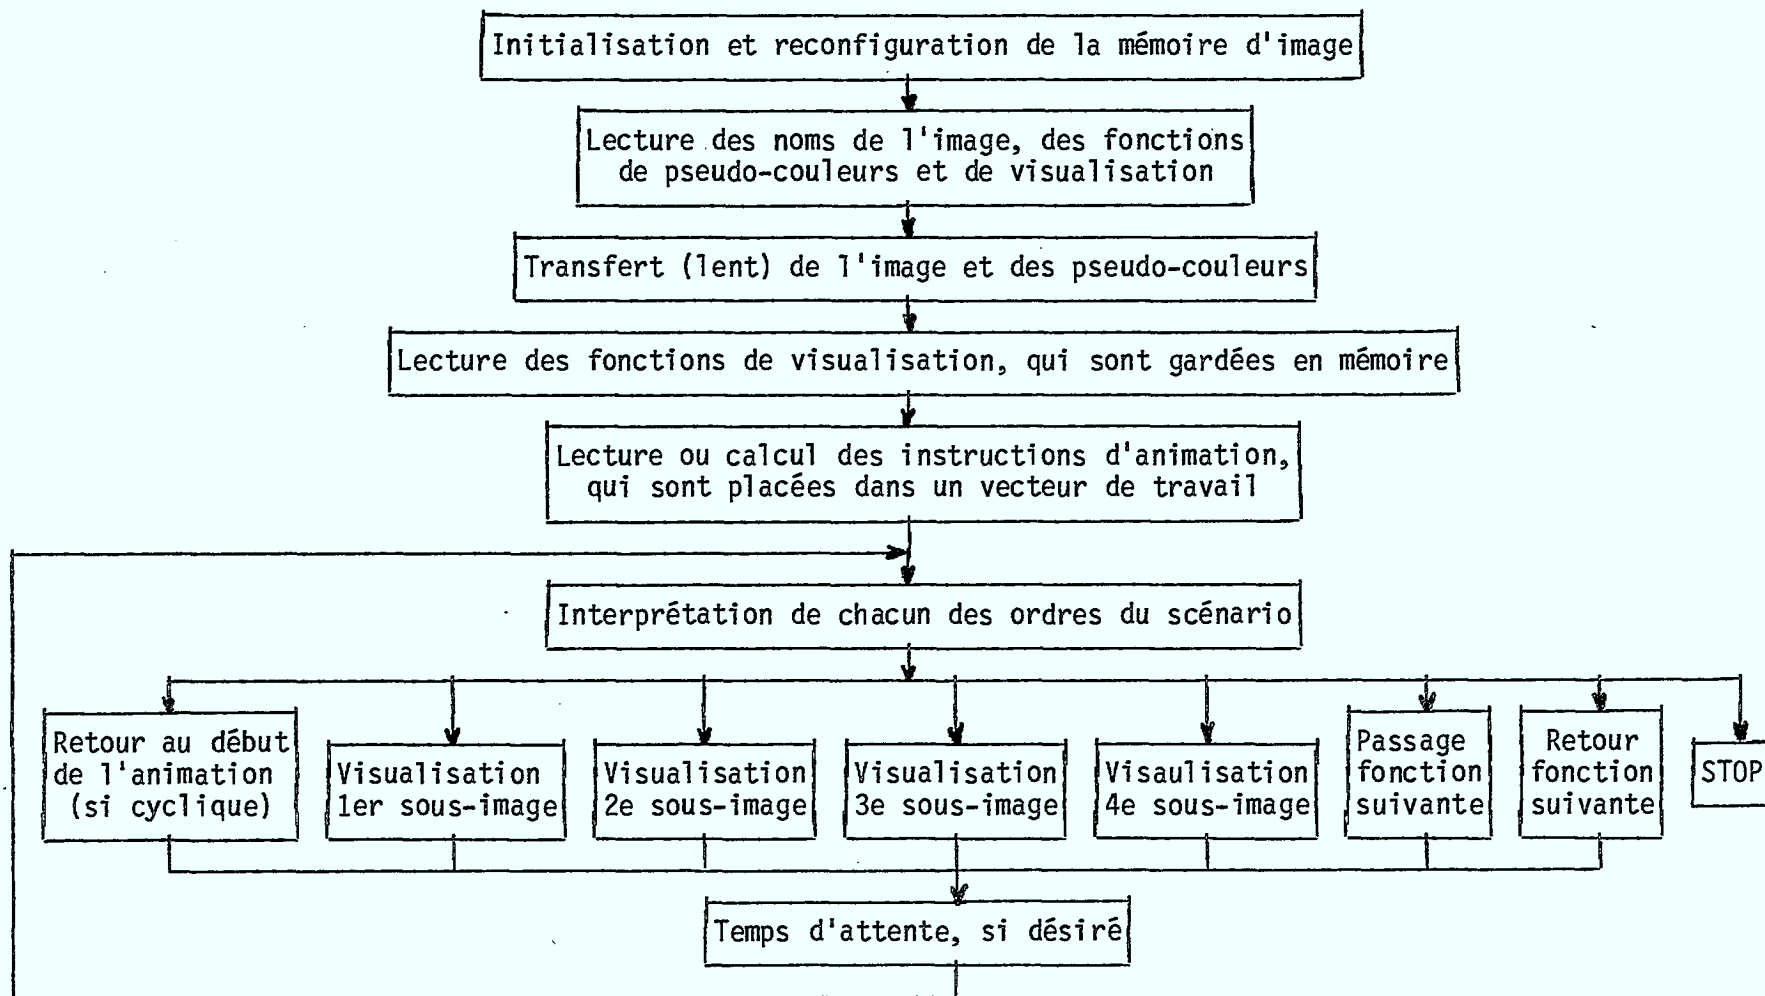 Initialisation et reconfiguration de la mémoire d'image
Lecture des noms de l'image, des fonctions
de pseudo-couleurs et de visualisation
Transfert (lent) de l'image et des pseudo-couleurs
Lecture des fonctions de visualisation, qui sont gardées en mémoire
Lecture ou calcul des instructions d'animation,
qui sont placées dans un vecteur de travail
Interprétation de chacun des ordres du scénario
Retour au début
de l'animation
(si cyclique)
Visualisation
1er sous-image
Visualisation
2e sous-image
Visualisation
3e sous-image
Visaulisation
4e sous-image
Passage
fonction
suivante
Retour
fonction
suivante
STOP
Temps d'attente, si désiré